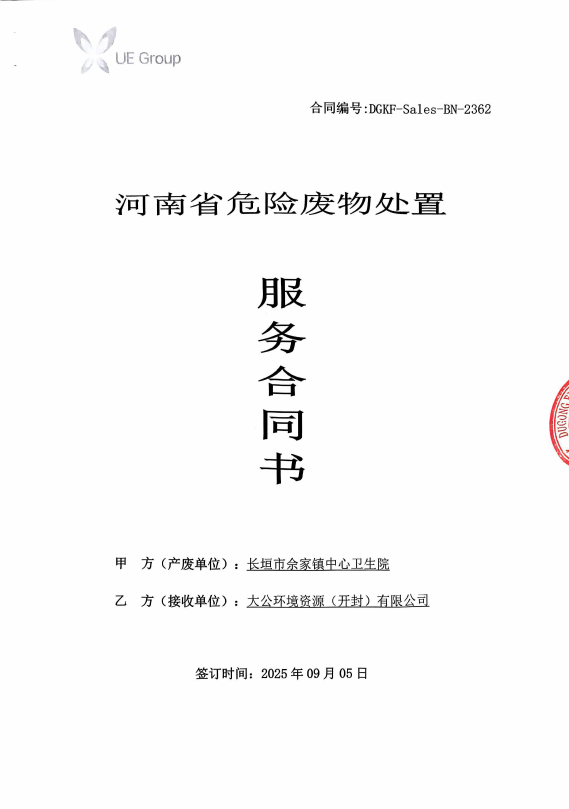 UE Group
合同编号:DGKF-Sales-BN-2362
河南省危险废物处置
服
务
合
同
书
DUGONG
甲 方（产废单位）：长垣市佘家镇中心卫生院
乙 方（接收单位）：大公环境资源（开封）有限公司
签订时间：2025 年 09 月 05 日